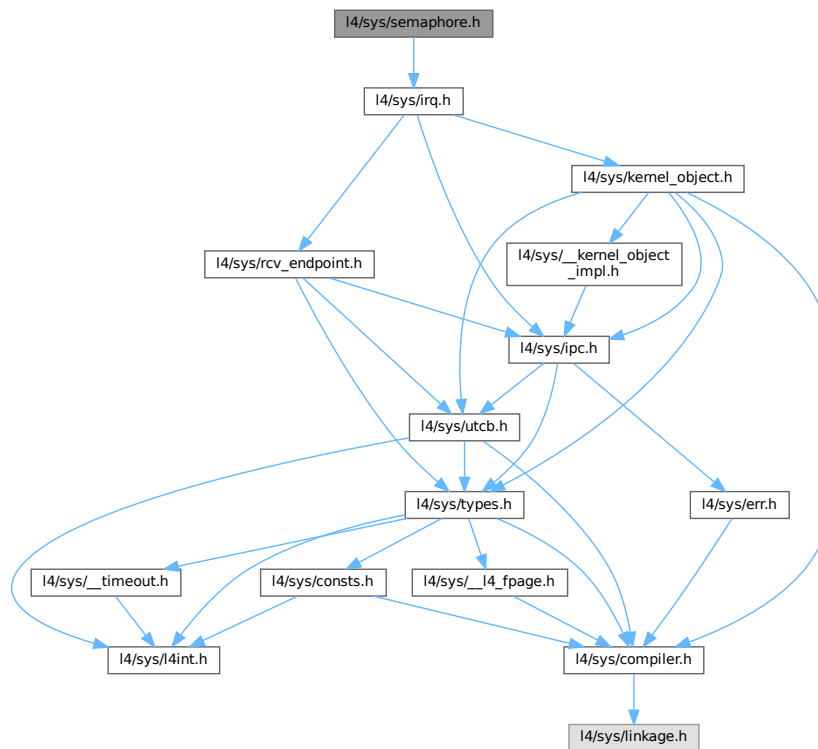 l4/sys/semaphore.h
l4/sys/irq.h
l4/sys/kernel_object.h
l4/sys/rcv_endpoint.h
l4/sys/__kernel_object
_impl.h
l4/sys/ipc.h
l4/sys/utcb.h
l4/sys/types.h
l4/sys/err.h
l4/sys/__timeout.h
l4/sys/consts.h
l4/sys/__l4_fpage.h
l4/sys/l4int.h
l4/sys/compiler.h
l4/sys/linkage.h